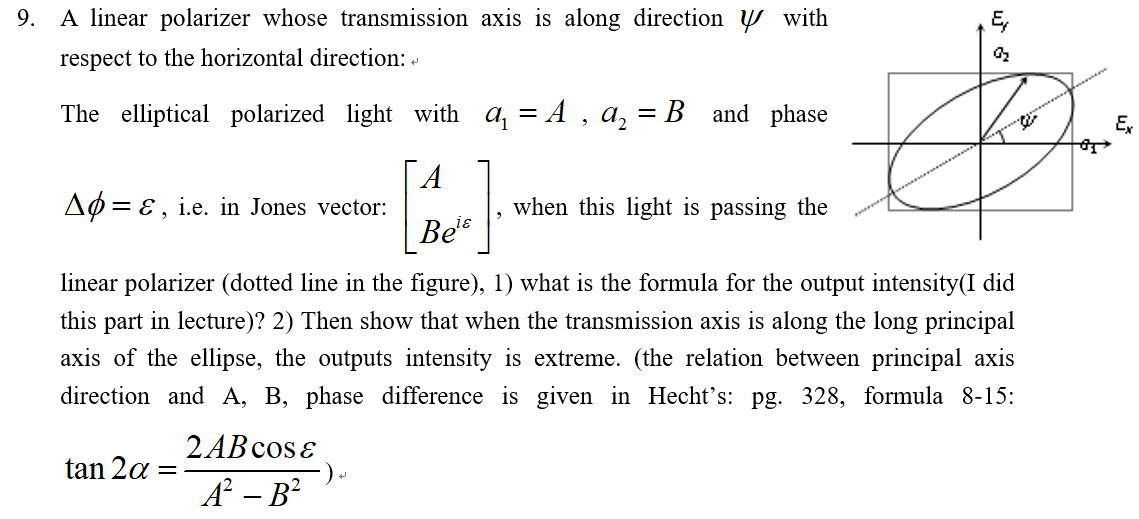 9. A linear polarizer whose transmission axis is along direction ψ with
respect to the horizontal direction:
The elliptical polarized light with a₁ = A , a₂ = B and phase
Δϕ = ε , i.e. in Jones vector: [A Be^{iε}] , when this light is passing the
linear polarizer (dotted line in the figure), 1) what is the formula for the output intensity(I did
this part in lecture)? 2) Then show that when the transmission axis is along the long principal
axis of the ellipse, the outputs intensity is extreme. (the relation between principal axis
direction and A, B, phase difference is given in Hecht’s: pg. 328, formula 8-15:
tan 2α = 2AB cos ε / A² – B² )
E_y
a₂
ψ
E_x
a₁